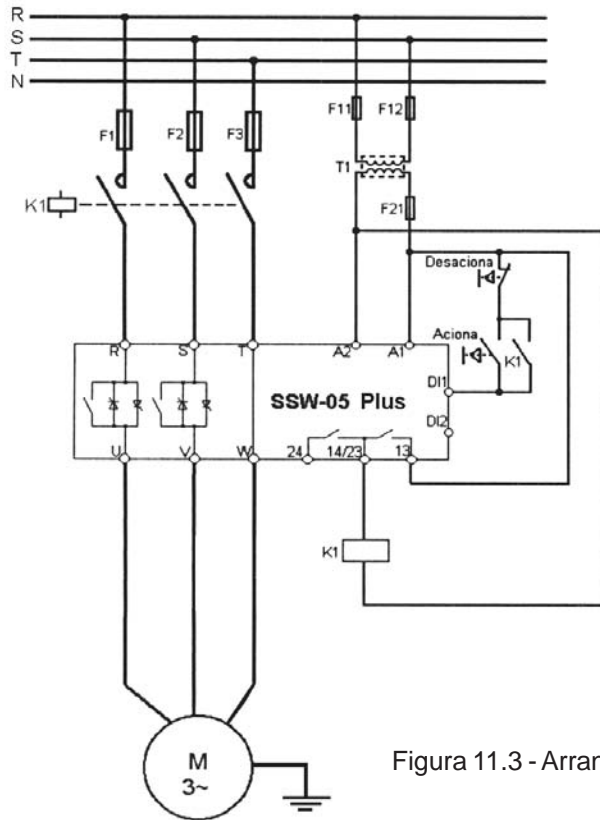 R
S
T
N
F1
F2
F3
F11
F12
T1
F21
K1
Desaciona
Aciona
K1
R
S
T
A2
A1
DI1
SSW-05 Plus
DI2
U
V
W
24
14/23
13
K1
M
3~
Figura 11.3 - Arran